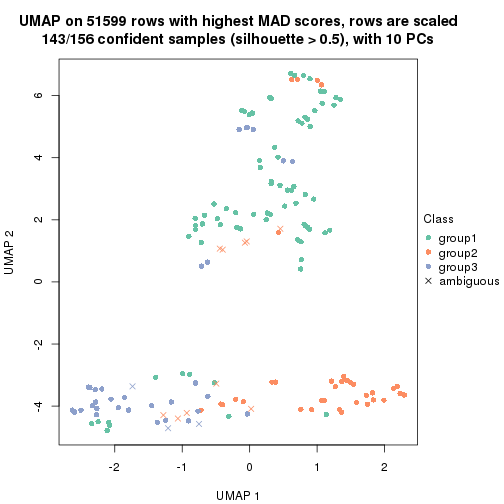 UMAP on 51599 rows with highest MAD scores, rows are scaled
143/156 confident samples (silhouette > 0.5), with 10 PCs
6
4
2
0
-2
-4
UMAP 2
-2
-1
0
1
2
UMAP 1
Class
group1
group2
group3
ambiguous